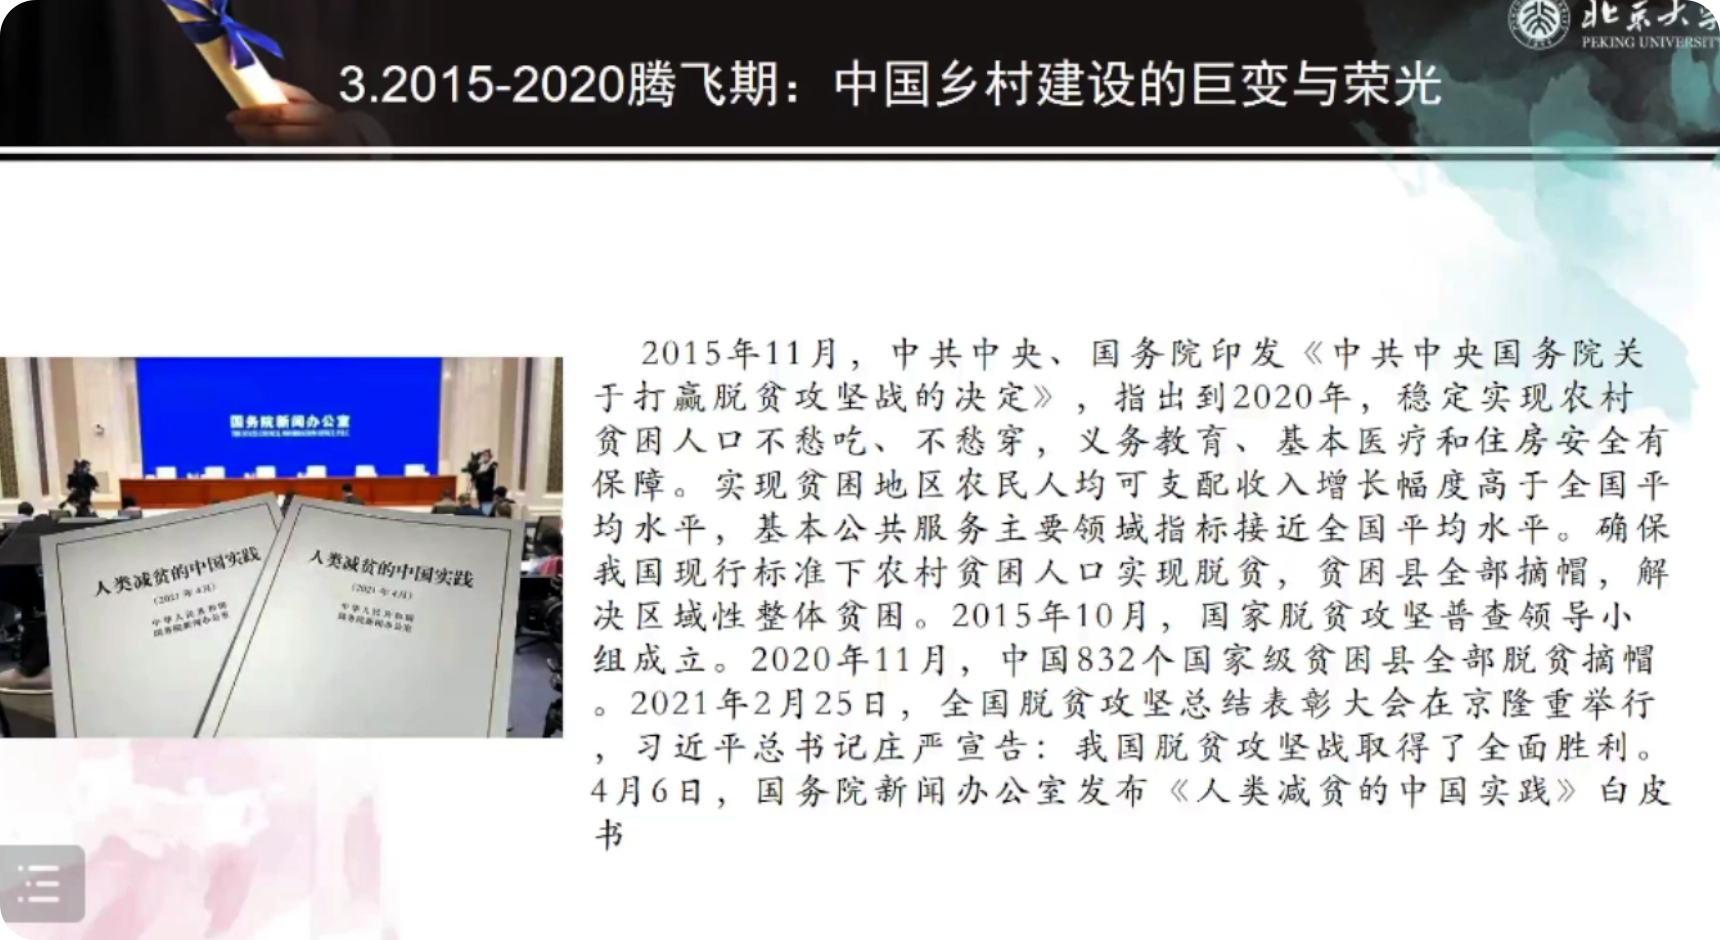 北京大学
PEKING UNIVERSITY
3.2015-2020腾飞期：中国乡村建设的巨变与荣光
国务院新闻办公室
人类减贫的中国实践
（2021 年 4月）
中华人民共和国
国务院新闻办公室
人类减贫的中国实践
（2021 年 4月）
中华人民共和国
国务院新闻办公室
2015年11月，中共中央、国务院印发《中共中央国务院关
于打赢脱贫攻坚战的决定》，指出到2020年，稳定实现农村
贫困人口不愁吃、不愁穿，义务教育、基本医疗和住房安全有
保障。实现贫困地区农民人均可支配收入增长幅度高于全国平
均水平，基本公共服务主要领域指标接近全国平均水平。确保
我国现行标准下农村贫困人口实现脱贫，贫困县全部摘帽，解
决区域性整体贫困。2015年10月，国家脱贫攻坚普查领导小
组成立。2020年11月，中国832个国家级贫困县全部脱贫摘帽
。2021年2月25日，全国脱贫攻坚总结表彰大会在京隆重举行
，习近平总书记庄严宣告：我国脱贫攻坚战取得了全面胜利。
4月6日，国务院新闻办公室发布《人类减贫的中国实践》白皮
书